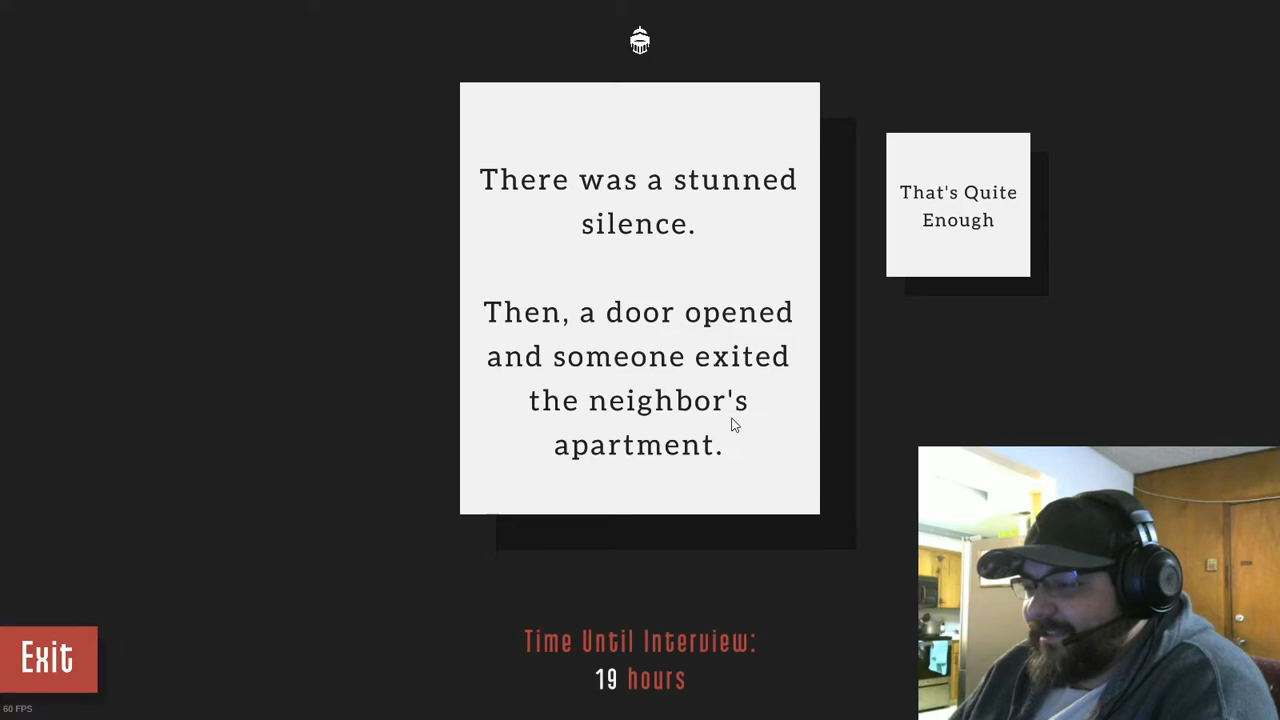 There was a stunned
silence.
Then, a door opened
and someone exited
the neighbor's
apartment.
That's Quite
Enough
Time Until Interview:
19 hours
Exit
60 FPS